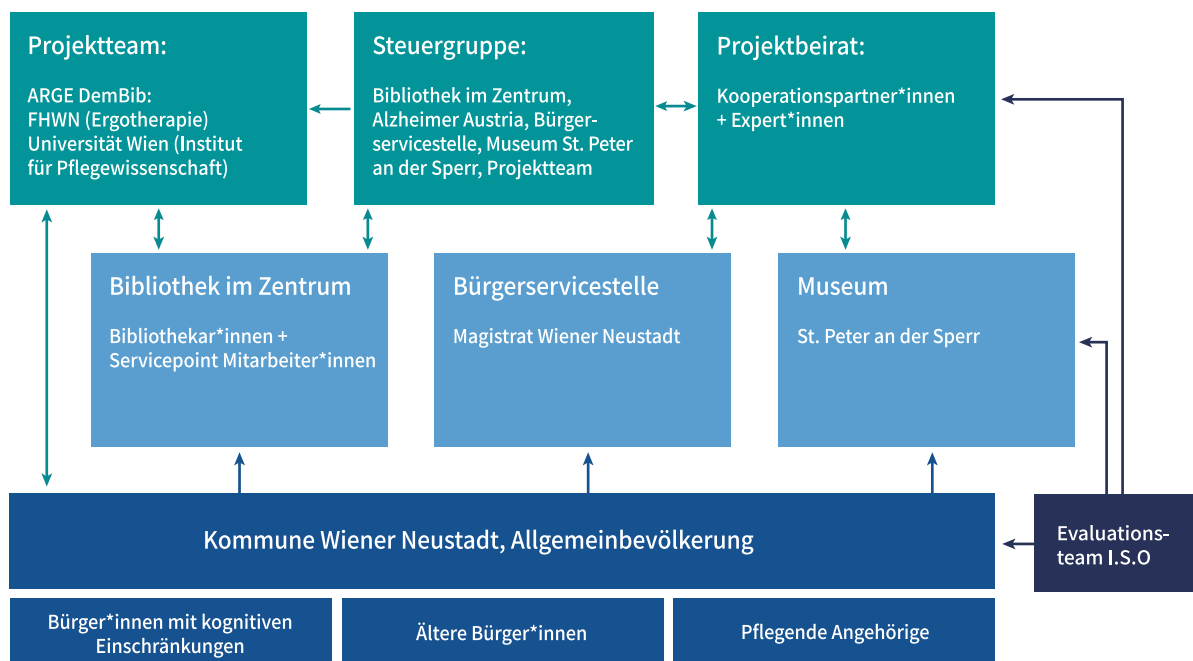 Projektteam:
ARGE DemBib:
FHWN (Ergotherapie)
Universität Wien (Institut
für Pflegewissenschaft)
Steuergruppe:
Bibliothek im Zentrum,
Alzheimer Austria, Bürger-
servicestelle, Museum St. Peter
an der Sperr, Projektteam
Projektbeirat:
Kooperationspartner*innen
+ Expert*innen
Bibliothek im Zentrum
Bibliothekar*innen +
Servicepoint Mitarbeiter*innen
Bürgerservicestelle
Magistrat Wiener Neustadt
Museum
St. Peter an der Sperr
Kommune Wiener Neustadt, Allgemeinbevölkerung
Evaluations-
team I.S.O
Bürger*innen mit kognitiven
Einschränkungen
Ältere Bürger*innen
Pflegende Angehörige